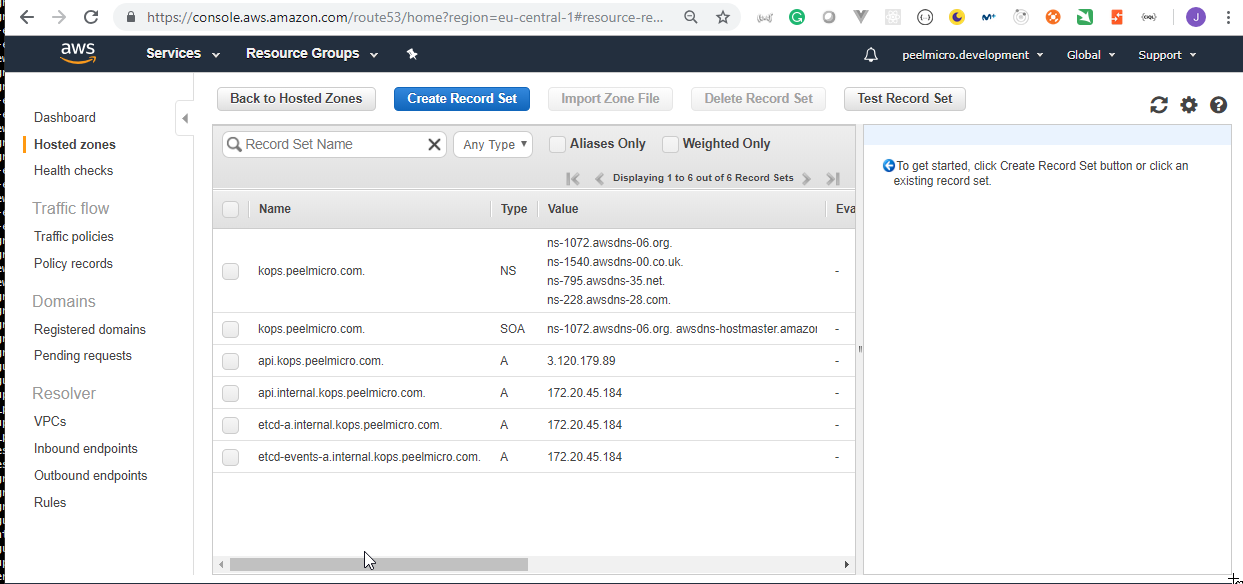 https://console.aws.amazon.com/route53/home?region=eu-central-1#resource-re...
J
aws
Services
Resource Groups
peelmicro.development
Global
Support
Dashboard
Hosted zones
Health checks
Traffic flow
Traffic policies
Policy records
Domains
Registered domains
Pending requests
Resolver
VPCs
Inbound endpoints
Outbound endpoints
Rules
Back to Hosted Zones
Create Record Set
Import Zone File
Delete Record Set
Test Record Set
Record Set Name
Any Type
Aliases Only
Weighted Only
Displaying 1 to 6 out of 6 Record Sets
Name Type Value Eva
kops.peelmicro.com. NS
ns-1072.awsdns-06.org.
ns-1540.awsdns-00.co.uk.
ns-795.awsdns-35.net.
ns-228.awsdns-28.com.
-
kops.peelmicro.com. SOA ns-1072.awsdns-06.org. awsdns-hostmaster.amazor -
api.kops.peelmicro.com. A 3.120.179.89 -
api.internal.kops.peelmicro.com. A 172.20.45.184 -
etcd-a.internal.kops.peelmicro.com. A 172.20.45.184 -
etcd-events-a.internal.kops.peelmicro.com. A 172.20.45.184 -
To get started, click Create Record Set button or click an
existing record set.